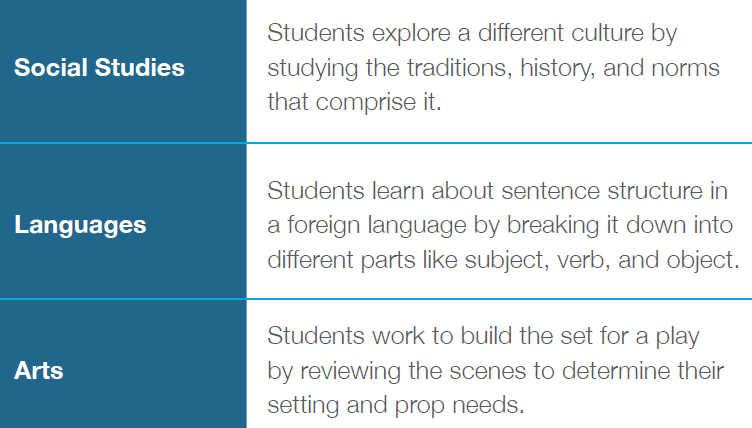 Social Studies
Students explore a different culture by
studying the traditions, history, and norms
that comprise it.
Languages
Students learn about sentence structure in
a foreign language by breaking it down into
different parts like subject, verb, and object.
Arts
Students work to build the set for a play
by reviewing the scenes to determine their
setting and prop needs.